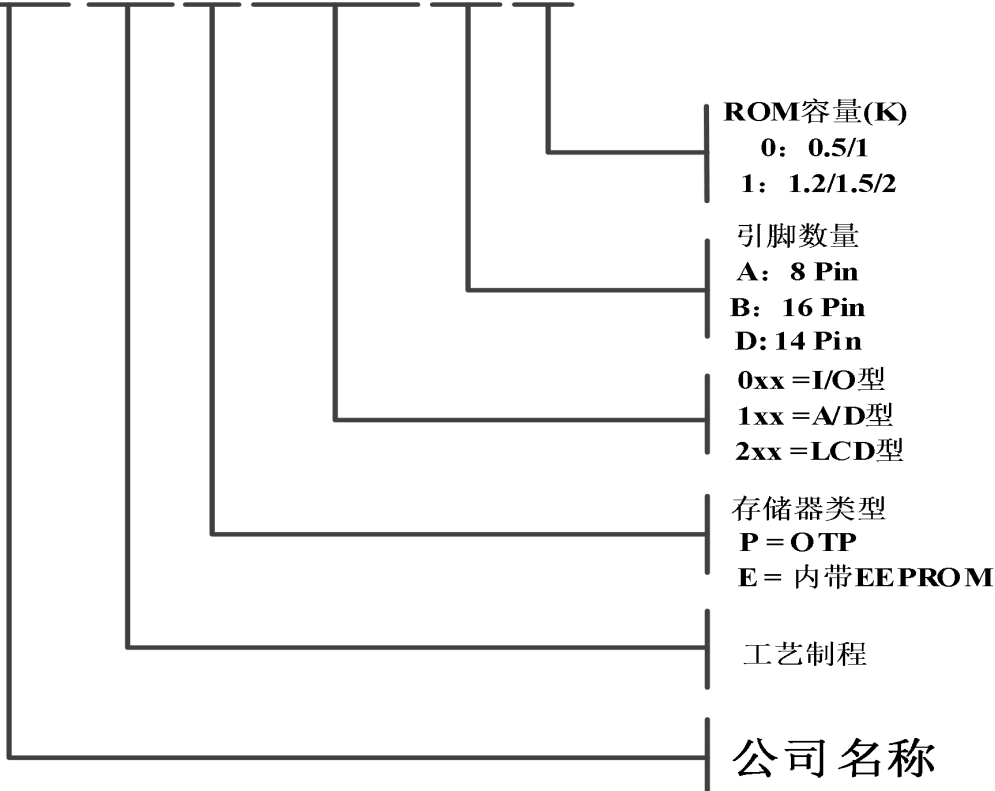 ROM容量(K)
0：0.5/1
1：1.2/1.5/2
引脚数量
A：8 Pin
B：16 Pin
D: 14 Pin
0xx =I/O型
1xx =A/D型
2xx =LCD型
存储器类型
P = OTP
E = 内带EEPROM
工艺制程
公司名称